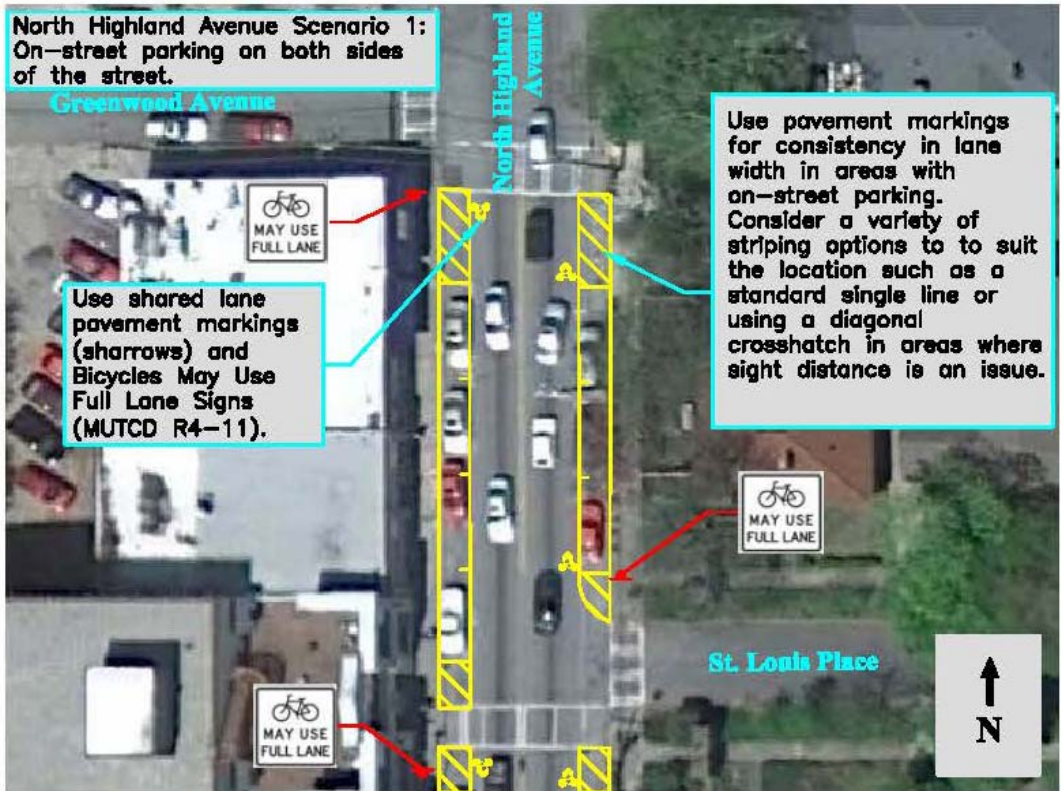 North Highland Avenue Scenario 1:
On-street parking on both sides
of the street.
Greenwood Avenue
North Highland
Avenue
MAY USE
FULL LANE
Use pavement markings
for consistency in lane
width in areas with
on-street parking.
Consider a variety of
striping options to to suit
the location such as a
standard single line or
using a diagonal
crosshatch in areas where
sight distance is an issue.
Use shared lane
pavement markings
(sharrows) and
Bicycles May Use
Full Lane Signs
(MUTCD R4-11).
MAY USE
FULL LANE
St. Louis Place
MAY USE
FULL LANE
N